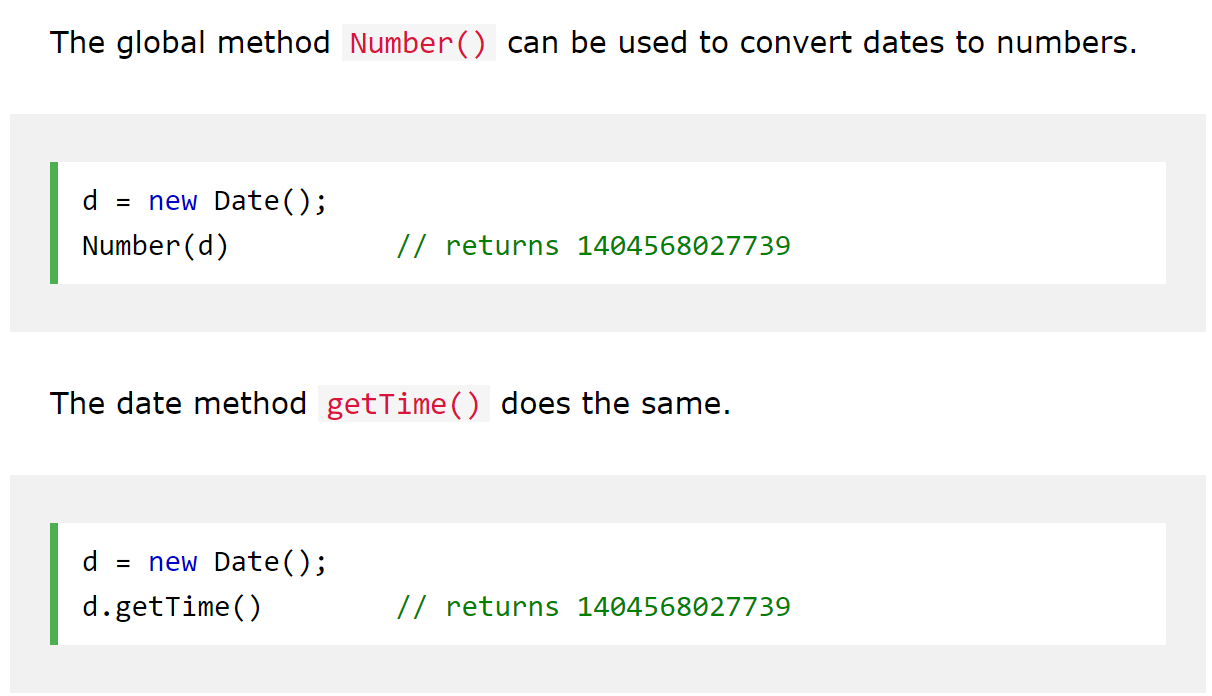 The global method Number() can be used to convert dates to numbers.
d = new Date();
Number(d)          // returns 1404568027739
The date method getTime() does the same.
d = new Date();
d.getTime()        // returns 1404568027739